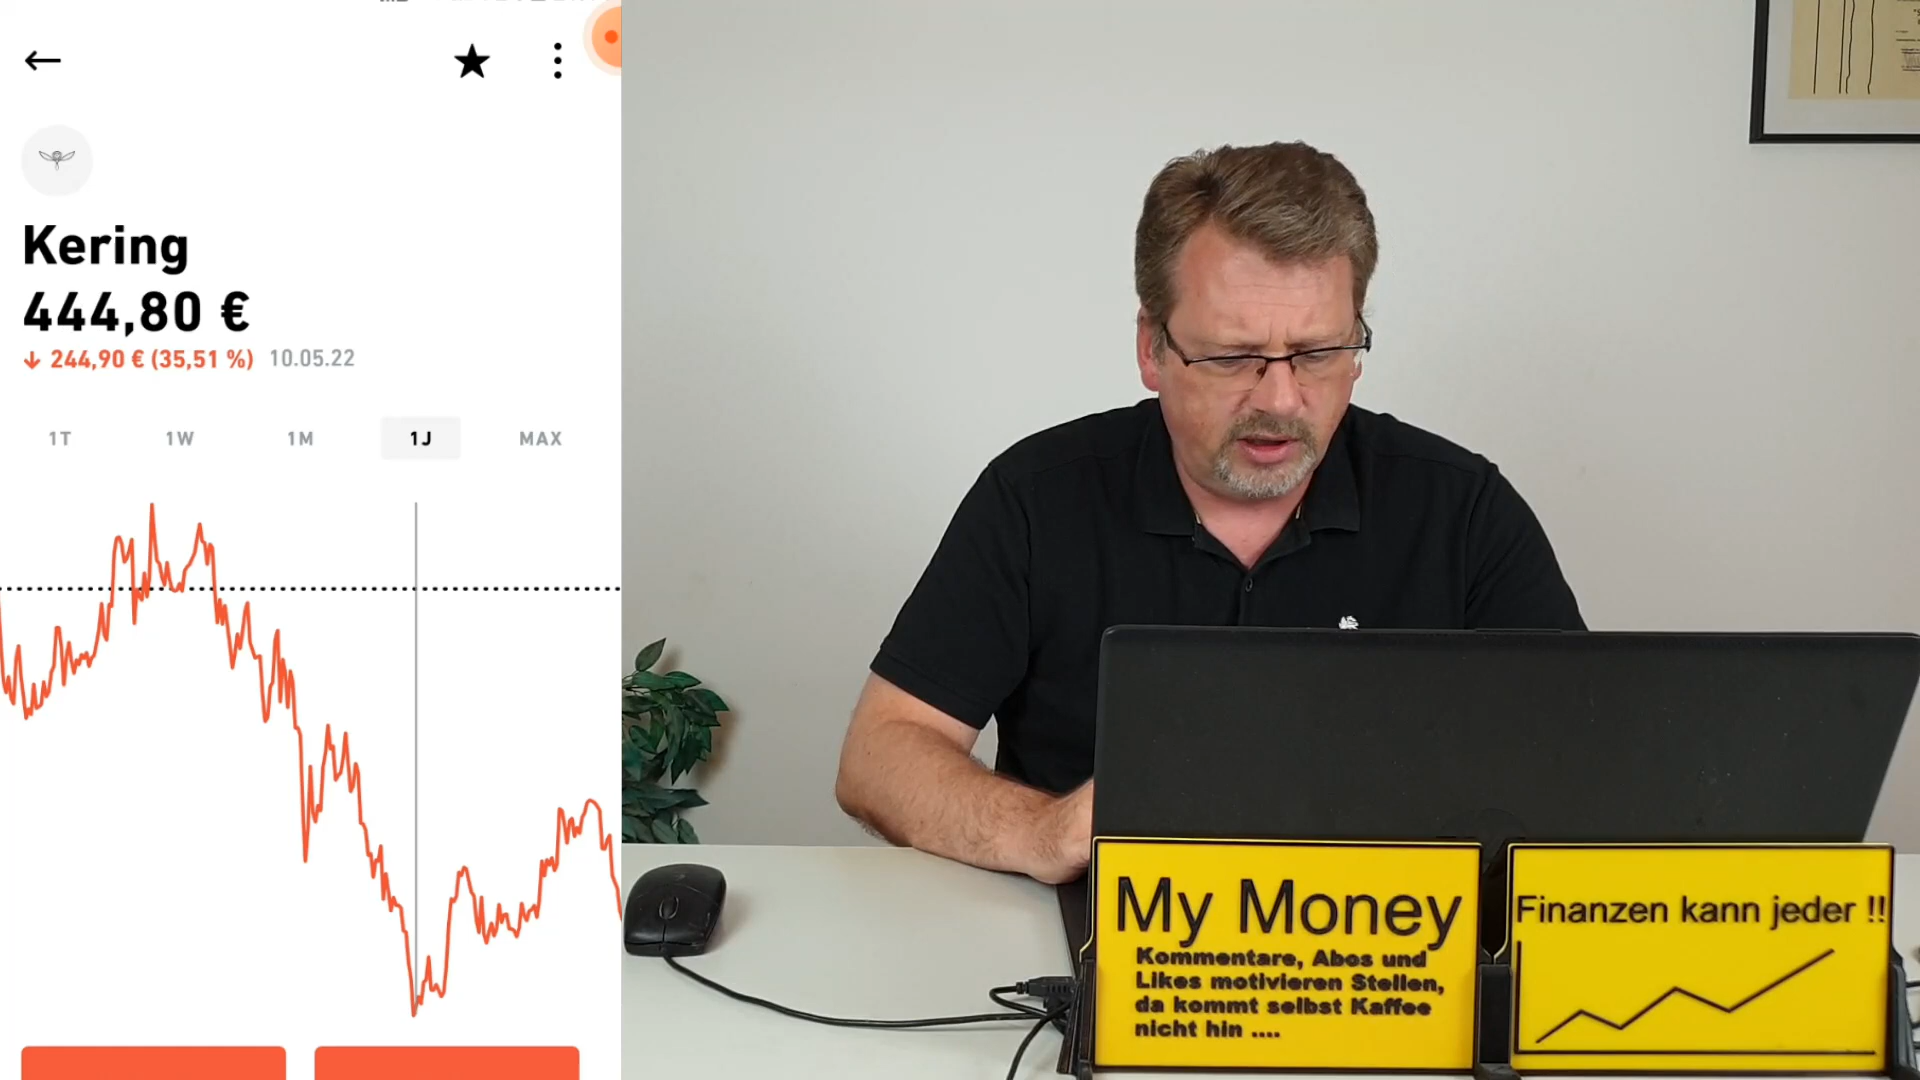 Kering
444,80 €
↓ 244,90 € (35,51 %) 10.05.22
1T 1W 1M 1J MAX
My Money
Kommentare, Abos und
Likes motivieren Stellen,
da kommt selbst Kaffee
nicht hin ....
Finanzen kann jeder !!